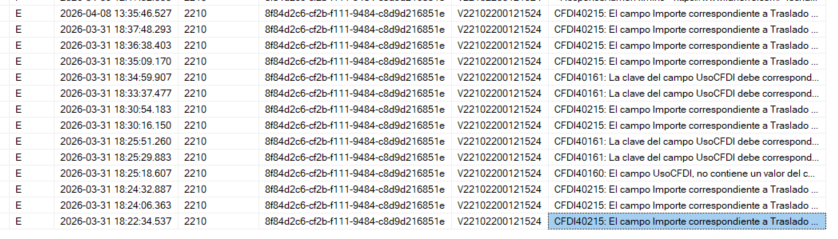 E 2026-04-08 13:35:46.527 2210 8f84d2c6-cf2b-f111-9484-c8d9d216851e V22102200121524 CFDI40215: El campo Importe correspondiente a Traslado ...
E 2026-03-31 18:37:48.293 2210 8f84d2c6-cf2b-f111-9484-c8d9d216851e V22102200121524 CFDI40215: El campo Importe correspondiente a Traslado ...
E 2026-03-31 18:36:38.403 2210 8f84d2c6-cf2b-f111-9484-c8d9d216851e V22102200121524 CFDI40215: El campo Importe correspondiente a Traslado ...
E 2026-03-31 18:35:09.170 2210 8f84d2c6-cf2b-f111-9484-c8d9d216851e V22102200121524 CFDI40215: El campo Importe correspondiente a Traslado ...
E 2026-03-31 18:34:59.907 2210 8f84d2c6-cf2b-f111-9484-c8d9d216851e V22102200121524 CFDI40161: La clave del campo UsoCFDI debe correspond...
E 2026-03-31 18:33:37.477 2210 8f84d2c6-cf2b-f111-9484-c8d9d216851e V22102200121524 CFDI40161: La clave del campo UsoCFDI debe correspond...
E 2026-03-31 18:30:54.183 2210 8f84d2c6-cf2b-f111-9484-c8d9d216851e V22102200121524 CFDI40215: El campo Importe correspondiente a Traslado ...
E 2026-03-31 18:30:16.150 2210 8f84d2c6-cf2b-f111-9484-c8d9d216851e V22102200121524 CFDI40215: El campo Importe correspondiente a Traslado ...
E 2026-03-31 18:25:51.260 2210 8f84d2c6-cf2b-f111-9484-c8d9d216851e V22102200121524 CFDI40161: La clave del campo UsoCFDI debe correspond...
E 2026-03-31 18:25:29.883 2210 8f84d2c6-cf2b-f111-9484-c8d9d216851e V22102200121524 CFDI40161: La clave del campo UsoCFDI debe correspond...
E 2026-03-31 18:25:18.607 2210 8f84d2c6-cf2b-f111-9484-c8d9d216851e V22102200121524 CFDI40160: El campo UsoCFDI, no contiene un valor del c...
E 2026-03-31 18:24:32.887 2210 8f84d2c6-cf2b-f111-9484-c8d9d216851e V22102200121524 CFDI40215: El campo Importe correspondiente a Traslado ...
E 2026-03-31 18:24:06.363 2210 8f84d2c6-cf2b-f111-9484-c8d9d216851e V22102200121524 CFDI40215: El campo Importe correspondiente a Traslado ...
E 2026-03-31 18:22:34.537 2210 8f84d2c6-cf2b-f111-9484-c8d9d216851e V22102200121524 CFDI40215: El campo Importe correspondiente a Traslado ...